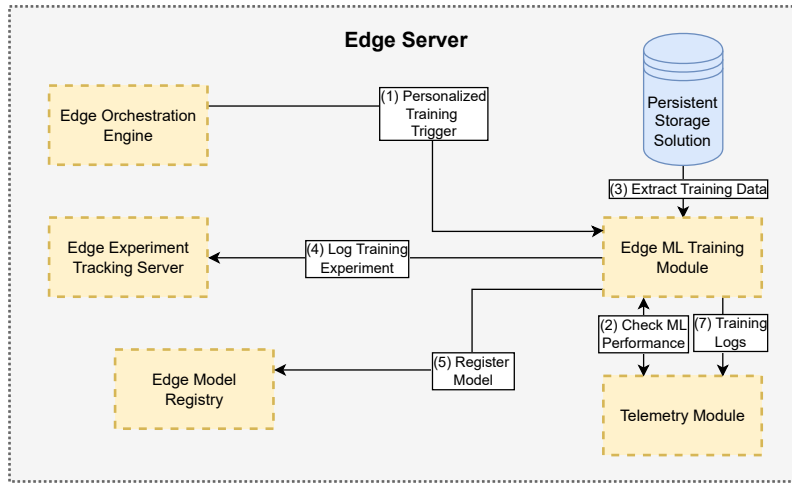 Edge Server
Edge Orchestration
Engine
(1) Personalized
Training
Trigger
Persistent
Storage
Solution
(3) Extract Training Data
Edge Experiment
Tracking Server
(4) Log Training
Experiment
Edge ML Training
Module
(2) Check ML
Performance
(7) Training
Logs
(5) Register
Model
Edge Model
Registry
Telemetry Module